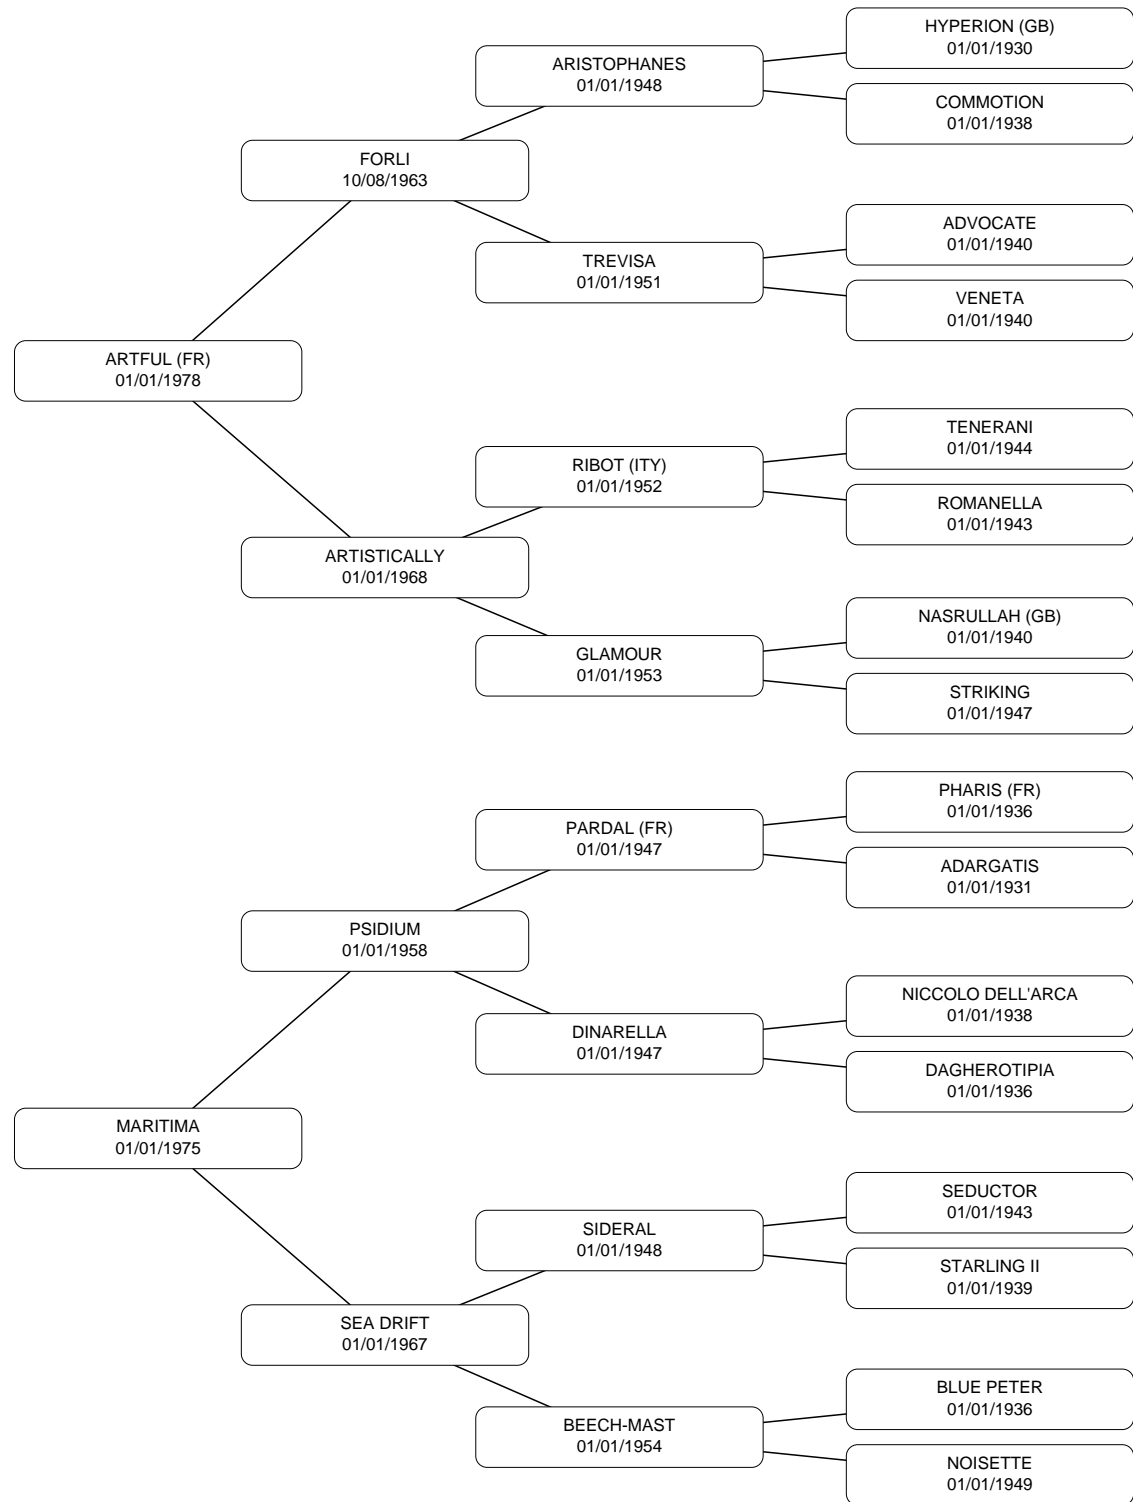 HYPERION (GB)
01/01/1930
ARISTOPHANES
01/01/1948
COMMOTION
01/01/1938
FORLI
10/08/1963
ADVOCATE
01/01/1940
TREVISA
01/01/1951
VENETA
01/01/1940
ARTFUL (FR)
01/01/1978
TENERANI
01/01/1944
RIBOT (ITY)
01/01/1952
ROMANELLA
01/01/1943
ARTISTICALLY
01/01/1968
NASRULLAH (GB)
01/01/1940
GLAMOUR
01/01/1953
STRIKING
01/01/1947
PHARIS (FR)
01/01/1936
PARDAL (FR)
01/01/1947
ADARGATIS
01/01/1931
PSIDIUM
01/01/1958
NICCOLO DELL'ARCA
01/01/1938
DINARELLA
01/01/1947
DAGHEROTIPIA
01/01/1936
MARITIMA
01/01/1975
SEDUCTOR
01/01/1943
SIDERAL
01/01/1948
STARLING II
01/01/1939
SEA DRIFT
01/01/1967
BLUE PETER
01/01/1936
BEECH-MAST
01/01/1954
NOISETTE
01/01/1949